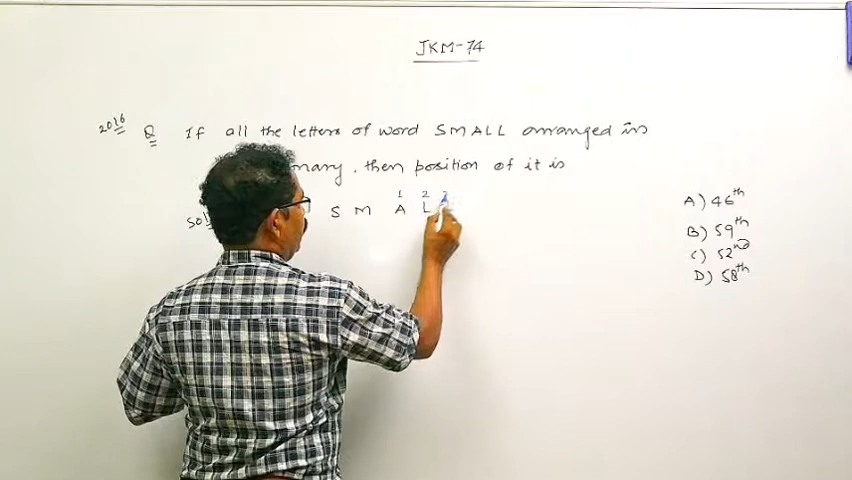 JKM-74
2016 Q If all the letters of word SMALL arranged in
nary, then position of it is
Sol
1 2
S M A L
A) 46th
B) 59th
C) 52nd
D) 58th